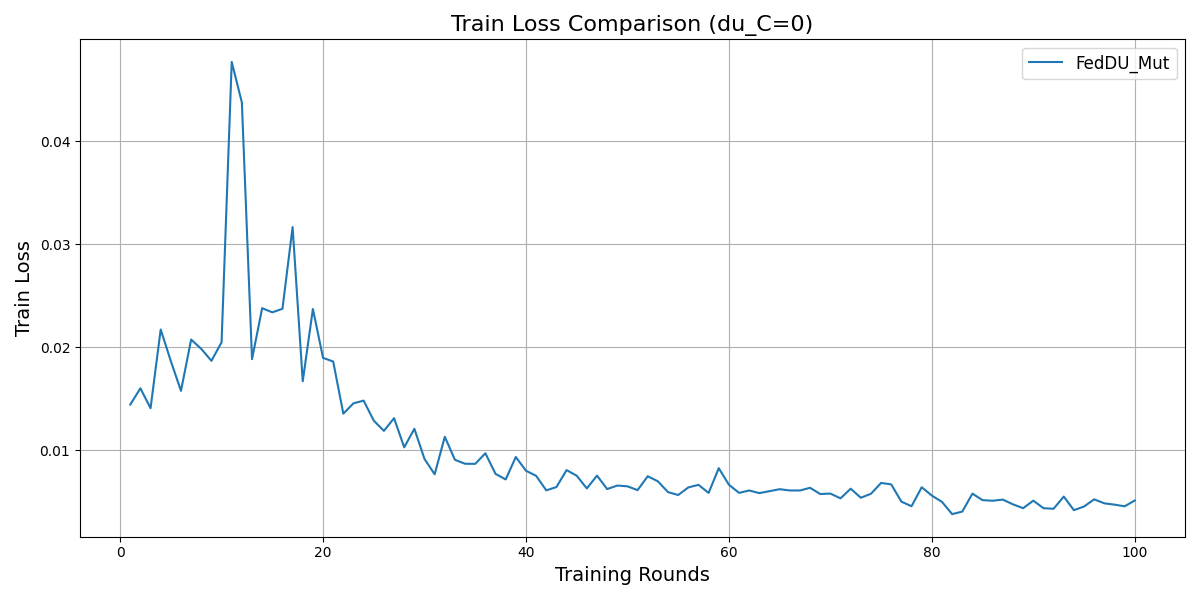 Train Loss Comparison (du_C=0)
FedDU_Mut
Train Loss
0.04
0.03
0.02
0.01
0 20 40 60 80 100
Training Rounds